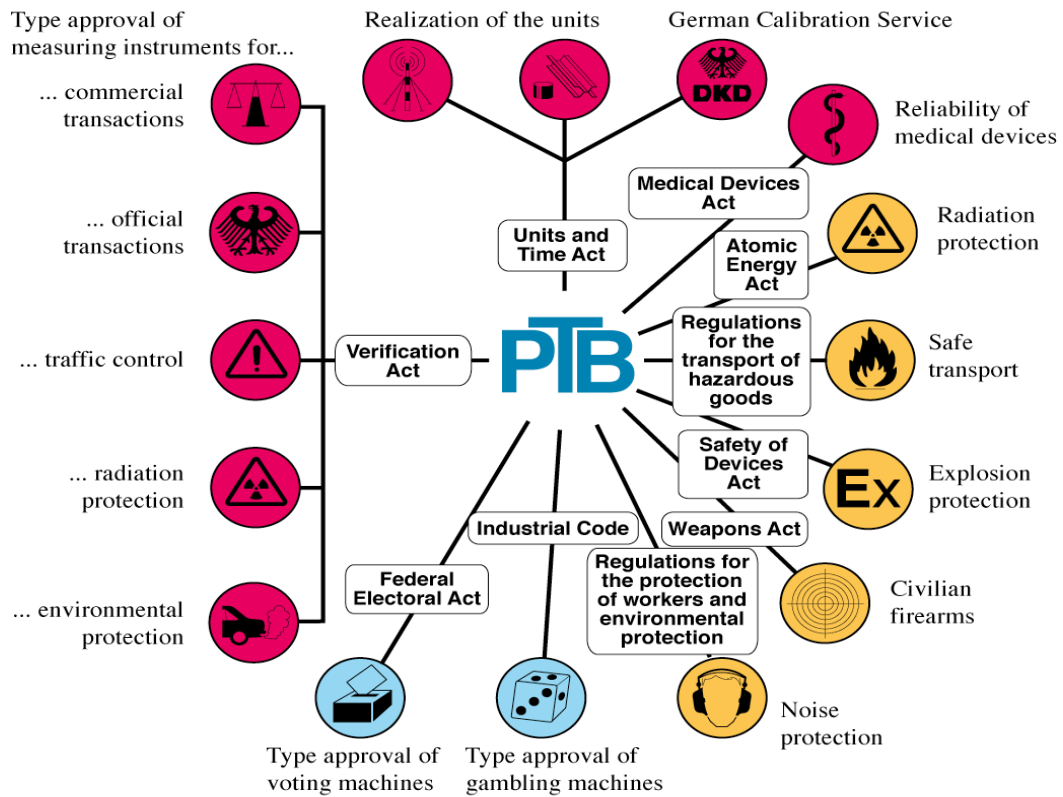 Type approval of
measuring instruments for...
... commercial
transactions
... official
transactions
... traffic control
... radiation
protection
... environmental
protection
Realization of the units
German Calibration Service
DKD
Reliability of
medical devices
Radiation
protection
Safe
transport
Explosion
protection
Ex
Civilian
firearms
Noise
protection
Type approval of
gambling machines
Type approval of
voting machines
Units and
Time Act
Medical Devices
Act
Atomic
Energy
Act
Regulations
for the
transport of
hazardous
goods
Safety of
Devices
Act
Weapons Act
Regulations for
the protection
of workers and
environmental
protection
Industrial Code
Federal
Electoral Act
Verification
Act
PTB